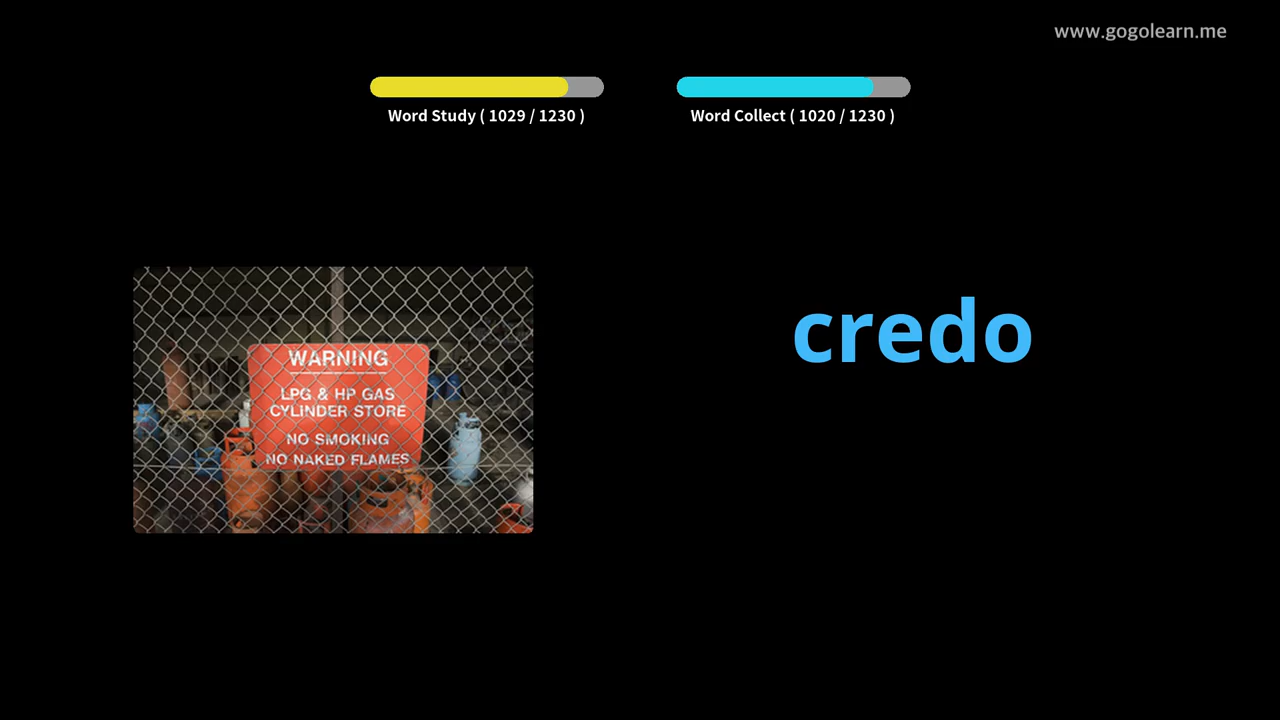 www.gogolearn.me
Word Study ( 1029 / 1230 )
Word Collect ( 1020 / 1230 )
WARNING
LPG & HP GAS
CYLINDER STORE
NO SMOKING
NO NAKED FLAMES
credo